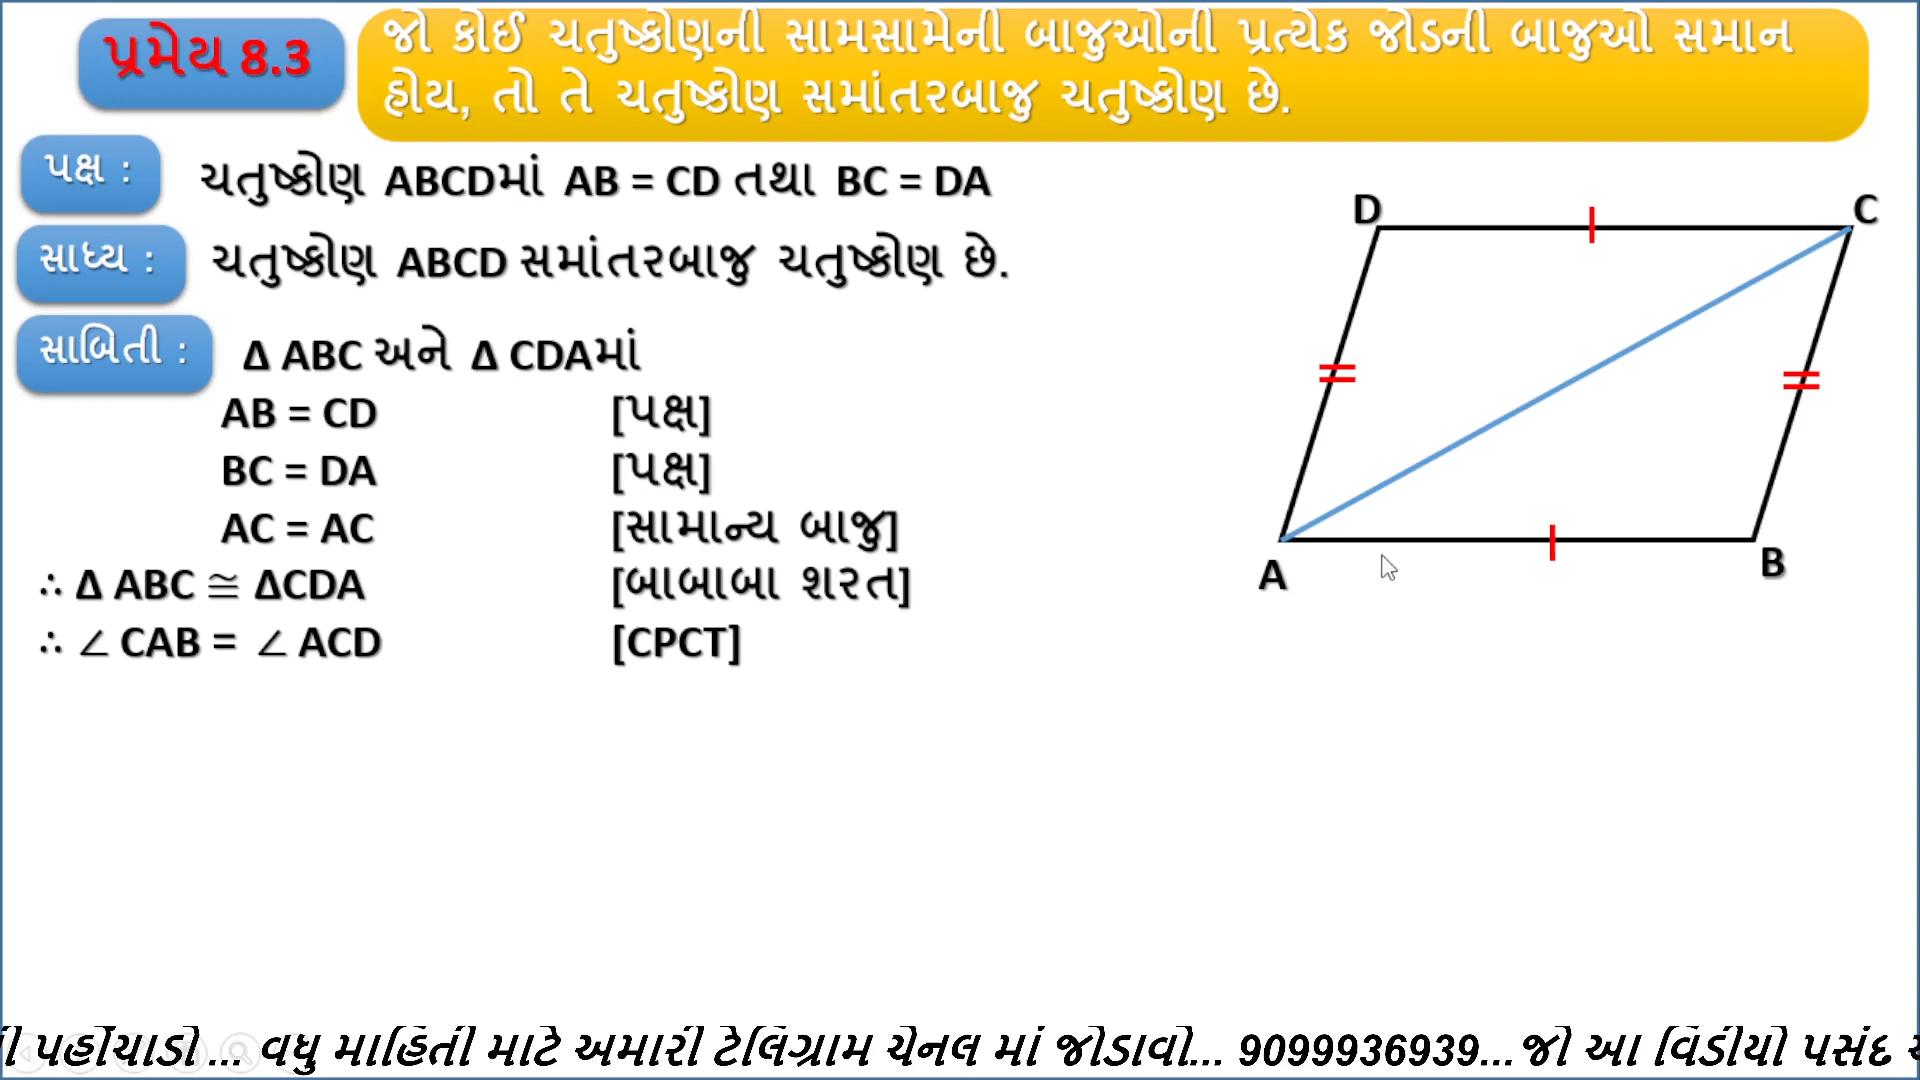 પ્રમેય 8.3
જો કોઈ ચતુષ્કોણની સામસામેની બાજુઓની પ્રત્યેક જોડની બાજુઓ સમાન
હોય, તો તે ચતુષ્કોણ સમાંતરબાજુ ચતુષ્કોણ છે.
પક્ષ :
ચતુષ્કોણ ABCDમાં AB = CD તથા BC = DA
સાધ્ય :
ચતુષ્કોણ ABCD સમાંતરબાજુ ચતુષ્કોણ છે.
સાબિતી :
Δ ABC અને Δ CDAમાં
AB = CD [પક્ષ]
BC = DA [પક્ષ]
AC = AC [સામાન્ય બાજુ]
∴ Δ ABC ≅ ΔCDA [બાબાબા શરત]
∴ ∠ CAB = ∠ ACD [CPCT]
D
C
A
B
પહોંચાડો ... વધુ માહિતી માટે અમારી ટેલિગ્રામ ચેનલ માં જોડાવો... 9099936939...જો આ વિડીયો પસંદ